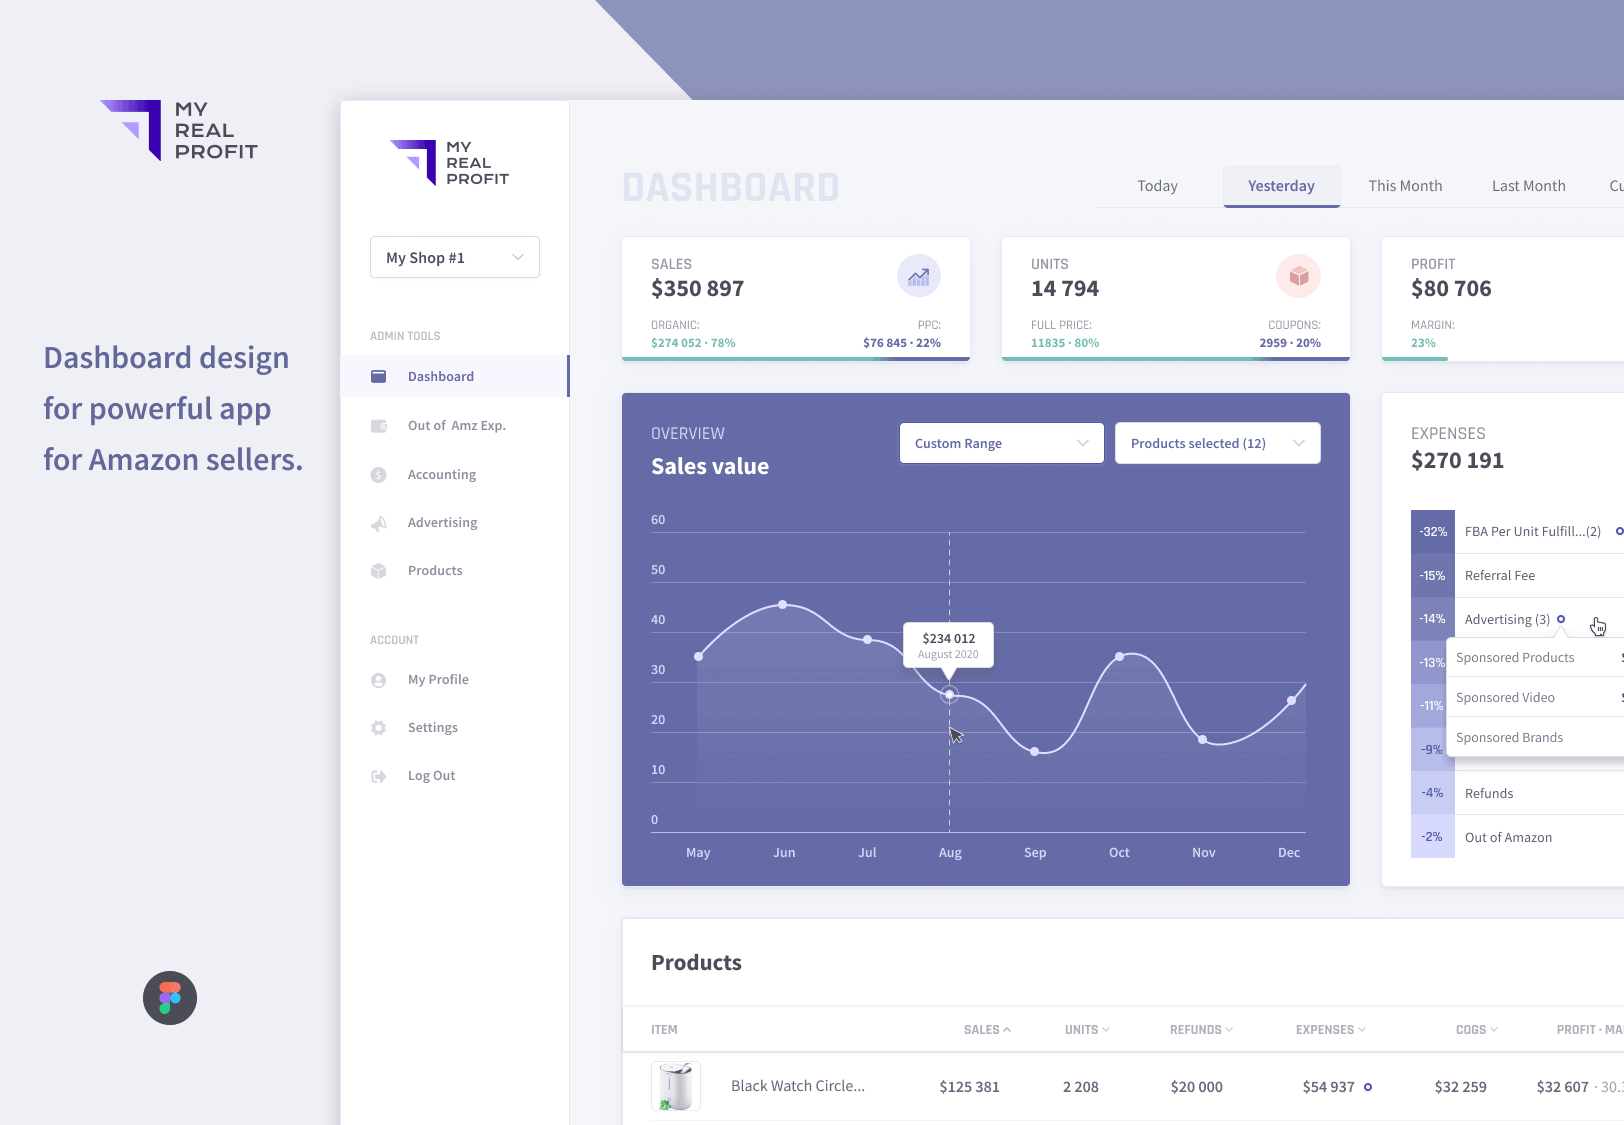 MY
REAL
PROFIT
Dashboard design
for powerful app
for Amazon sellers.
MY
REAL
PROFIT
My Shop #1
ADMIN TOOLS
Dashboard
Out of Amz Exp.
Accounting
Advertising
Products
ACCOUNT
My Profile
Settings
Log Out
DASHBOARD
Today
Yesterday
This Month
Last Month
SALES
$350 897
ORGANIC:
$274 052 · 78%
PPC:
$76 845 · 22%
UNITS
14 794
FULL PRICE:
11835 · 80%
COUPONS:
2959 · 20%
PROFIT
$80 706
MARGIN:
23%
OVERVIEW
Sales value
Custom Range
Products selected (12)
60
50
40
30
20
10
0
$234 012
August 2020
May
Jun
Jul
Aug
Sep
Oct
Nov
Dec
EXPENSES
$270 191
-32% FBA Per Unit Fulfill...(2)
-15% Referral Fee
-14% Advertising (3)
-13%
Sponsored Products
-11%
Sponsored Video
-9%
Sponsored Brands
-4% Refunds
-2% Out of Amazon
Products
ITEM SALES UNITS REFUNDS EXPENSES COGS PROFIT · MA
Black Watch Circle... $125 381 2 208 $20 000 $54 937 $32 259 $32 607 · 30.